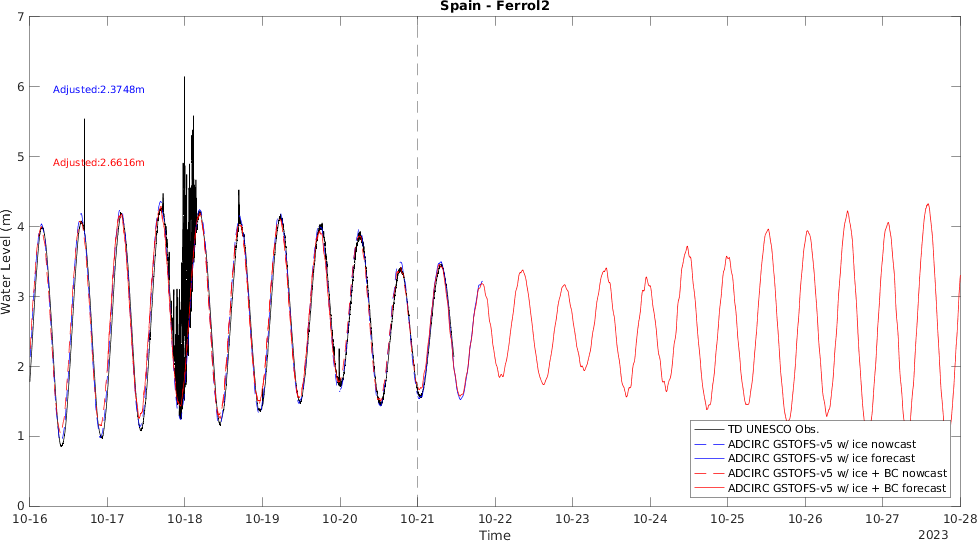 Spain - Ferrol2
7
6
5
4
3
2
1
0
Water Level (m)
Adjusted:2.3748m
Adjusted:2.6616m
TD UNESCO Obs.
ADCIRC GSTOFS-v5 w/ ice nowcast
ADCIRC GSTOFS-v5 w/ ice forecast
ADCIRC GSTOFS-v5 w/ ice + BC nowcast
ADCIRC GSTOFS-v5 w/ ice + BC forecast
10-16 10-17 10-18 10-19 10-20 10-21 10-22 10-23 10-24 10-25 10-26 10-27 10-28
Time
2023